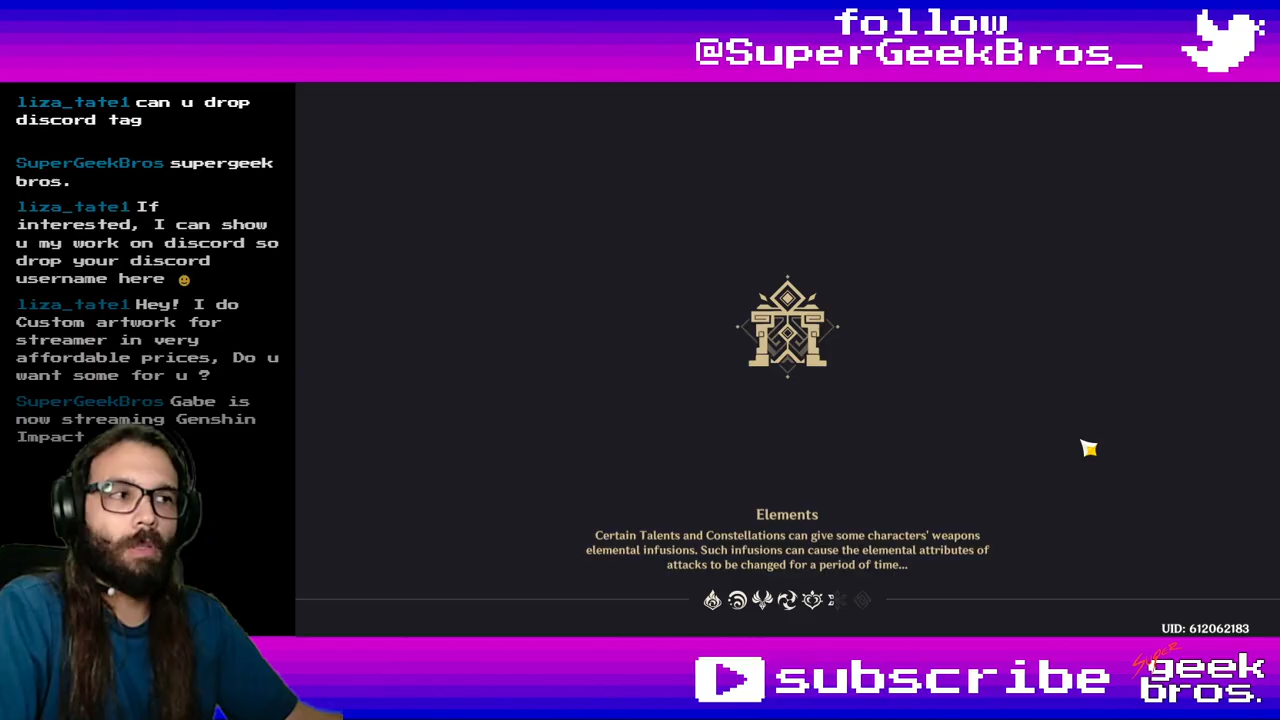 follow
@SuperGeekBros_
liza_tate1 can u drop
discord tag
SuperGeekBros supergeek
bros.
liza_tate1 If
interested, I can show
u my work on discord so
drop your discord
username here
liza_tate1 Hey! I do
Custom artwork for
streamer in very
affordable prices, Do u
want some for u ?
SuperGeekBros Gabe is
now streaming Genshin
Impact
Elements
Certain Talents and Constellations can give some characters' weapons
elemental infusions. Such infusions can cause the elemental attributes of
attacks to be changed for a period of time...
UID: 612062183
subscribe
super
geek
bros.